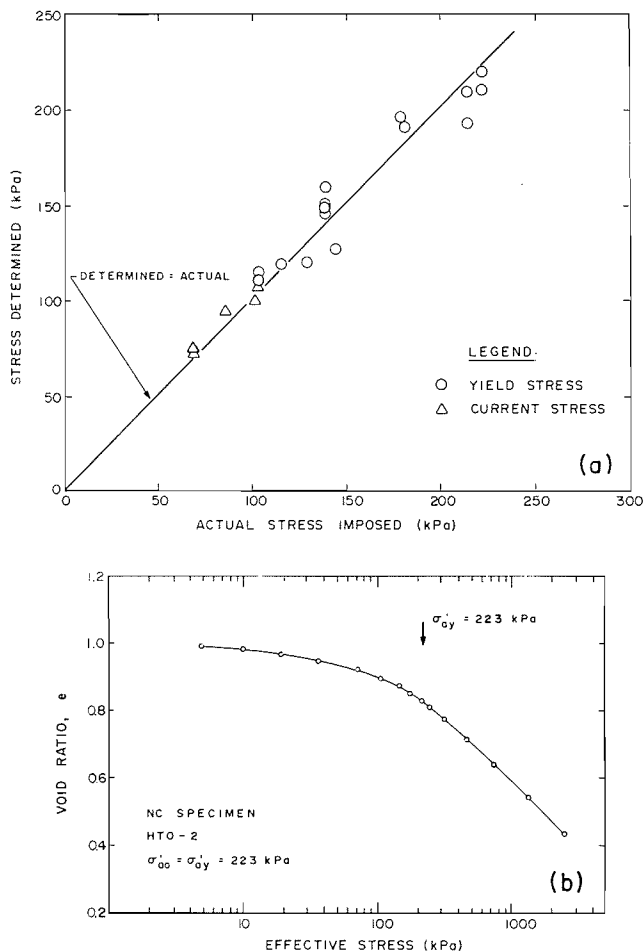 250
200
150
100
50
0
STRESS DETERMINED (kPa)
DETERMINED = ACTUAL
LEGEND:
YIELD STRESS
CURRENT STRESS
(a)
0 50 100 150 200 250 300
ACTUAL STRESS IMPOSED (kPa)
1.2
1.0
0.8
0.6
0.4
0.2
VOID RATIO, e
σ'ay = 223 kPa
NC SPECIMEN
HTO-2
σ'ao = σ'ay = 223 kPa
(b)
10 100 1000
EFFECTIVE STRESS (kPa)